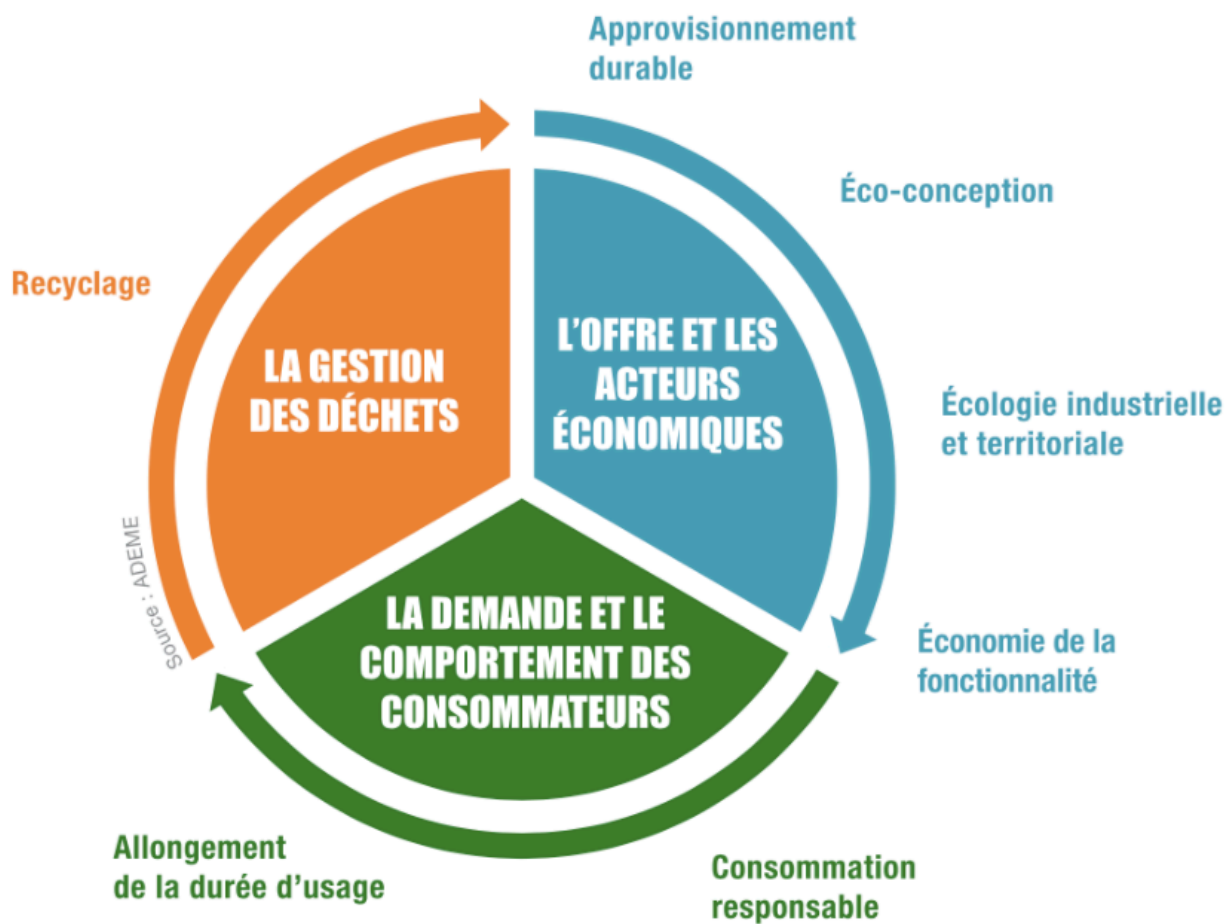 Approvisionnement
durable
Éco-conception
Recyclage
L'OFFRE ET LES
ACTEURS
ÉCONOMIQUES
LA GESTION
DES DÉCHETS
Écologie industrielle
et territoriale
Source : ADEME
LA DEMANDE ET LE
COMPORTEMENT DES
CONSOMMATEURS
Économie de la
fonctionnalité
Allongement
de la durée d'usage
Consommation
responsable